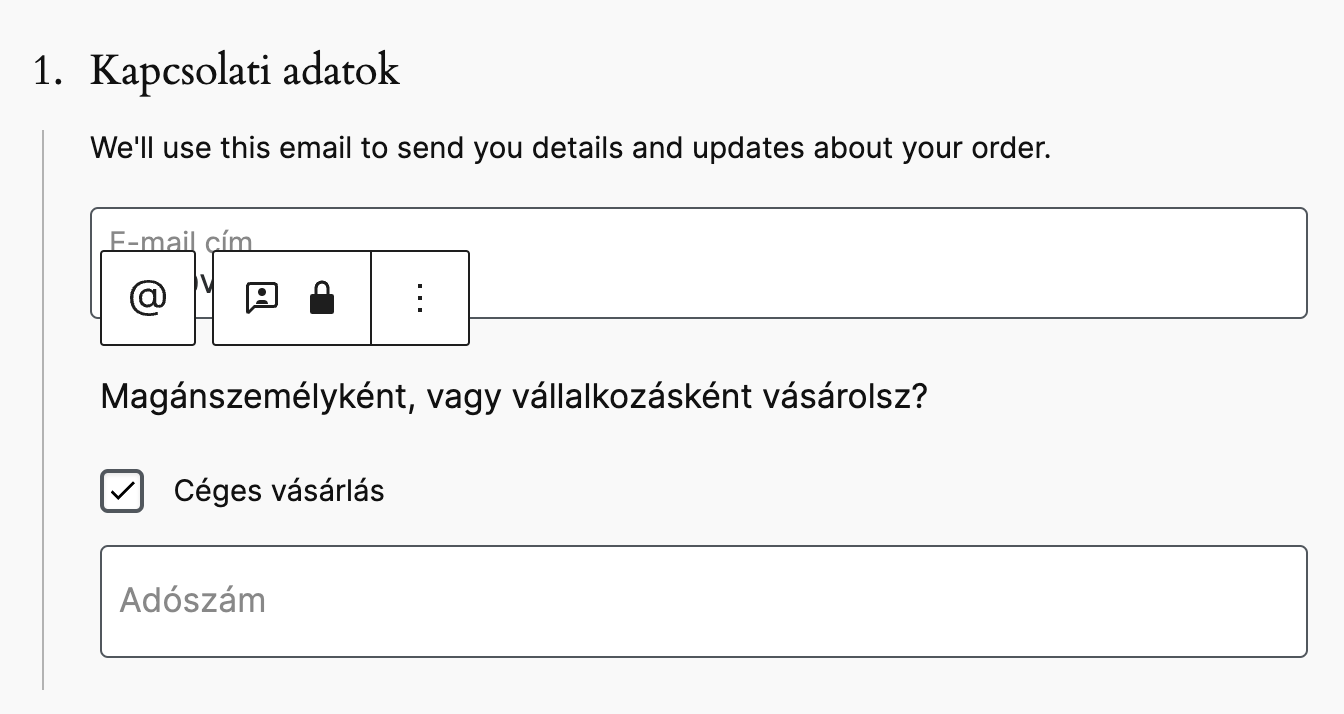 1. Kapcsolati adatok
We'll use this email to send you details and updates about your order.
E-mail cím
@
Magánszemélyként, vagy vállalkozásként vásárolsz?
Céges vásárlás
Adószám